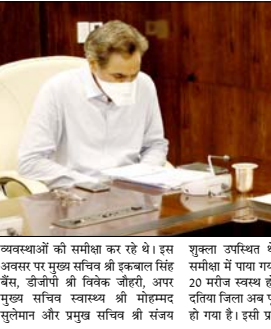 व्यवस्थाओं की समीक्षा कर रहे थे। इस
अवसर पर मुख्य सचिव श्री इकबाल सिंह
बैंस, डीजीपी श्री विवेक जौहरी, अपर
मुख्य सचिव स्वास्थ्य श्री मोहम्मद
सुलेमान और प्रमुख सचिव श्री संजय
शुक्ला उपस्थित
समीक्षा में पाया
20 मरीज स्वस्थ
दतिया जिला अब
हो गया है। इसी